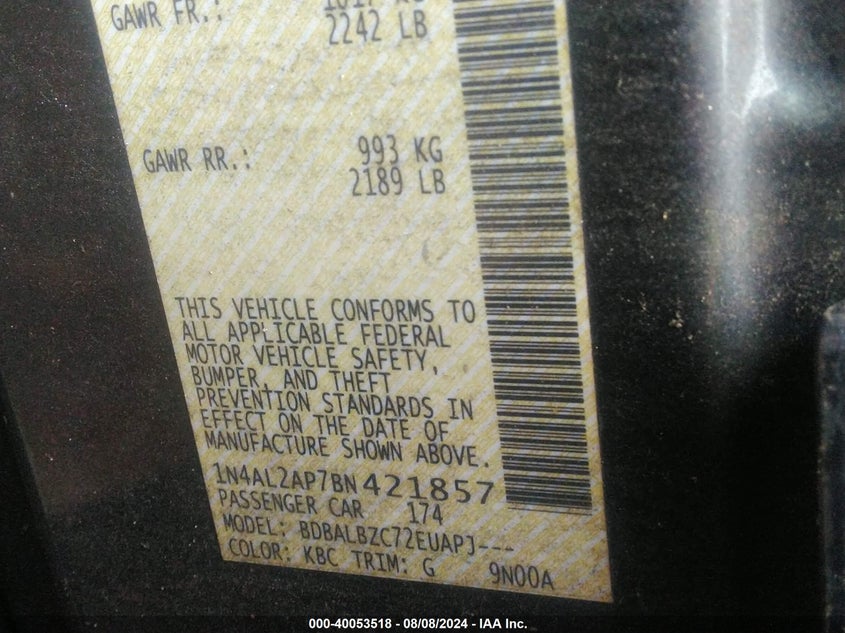 GAWR FR.:
2242 LB
GAWR RR.: 993 KG
2189 LB
THIS VEHICLE CONFORMS TO
ALL APPLICABLE FEDERAL
MOTOR VEHICLE SAFETY,
BUMPER, AND THEFT
PREVENTION STANDARDS IN
EFFECT ON THE DATE OF
MANUFACTURE SHOWN ABOVE.
1N4AL2AP7BN421857
PASSENGER CAR 174
MODEL: BDBALBZC72EUAPJ---
COLOR: KBC TRIM: G 9N00A
000-40053518 - 08/08/2024 - IAA Inc.